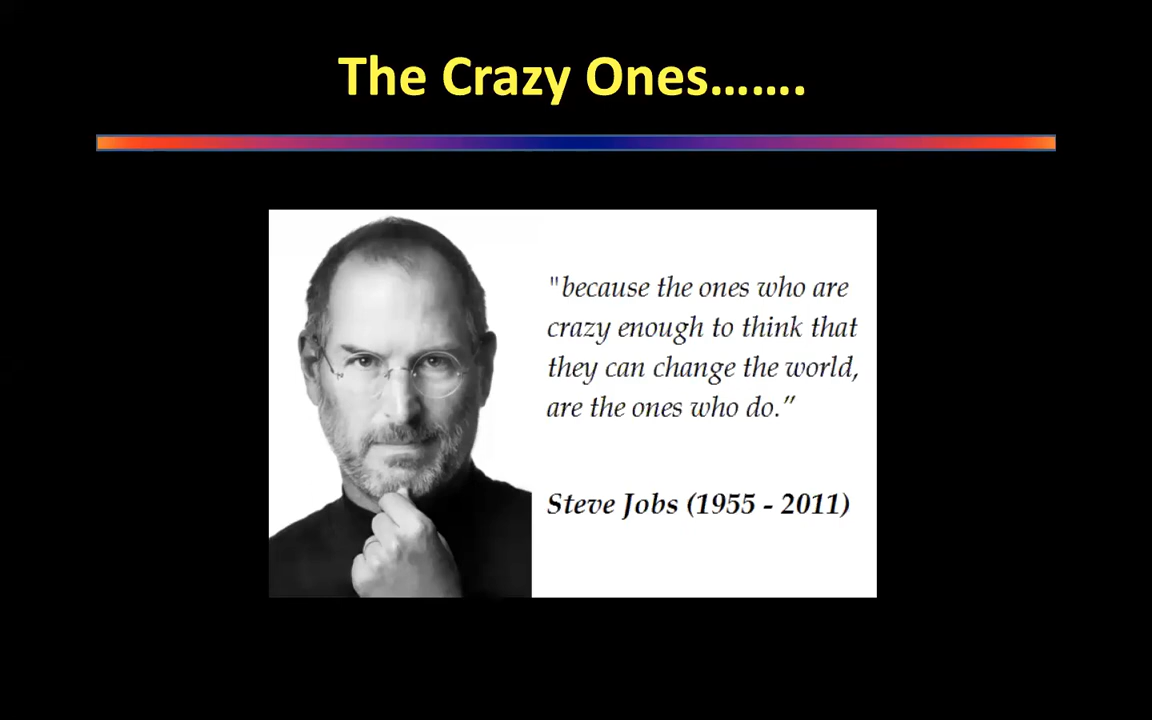 The Crazy Ones.......
"because the ones who are
crazy enough to think that
they can change the world,
are the ones who do.”
Steve Jobs (1955 - 2011)